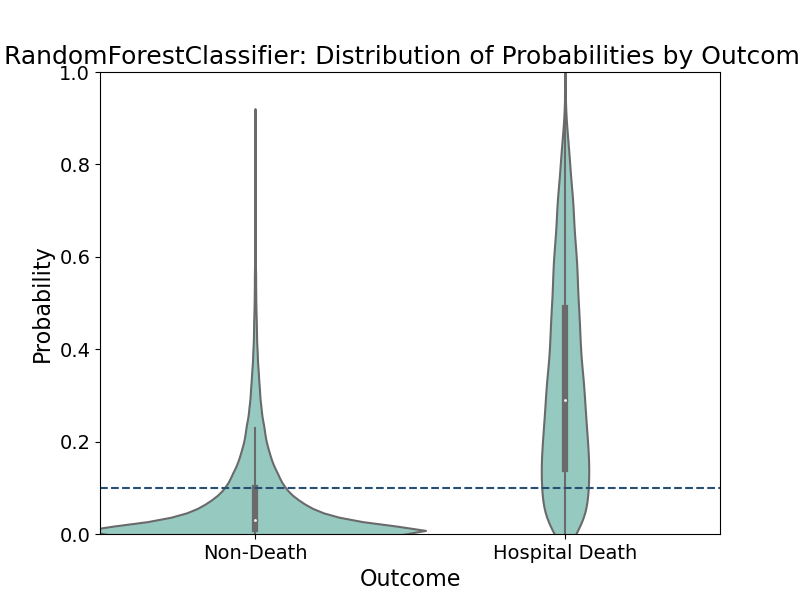 RandomForestClassifier: Distribution of Probabilities by Outcom
1.0
0.8
0.6
0.4
0.2
0.0
Probability
Non-Death
Hospital Death
Outcome